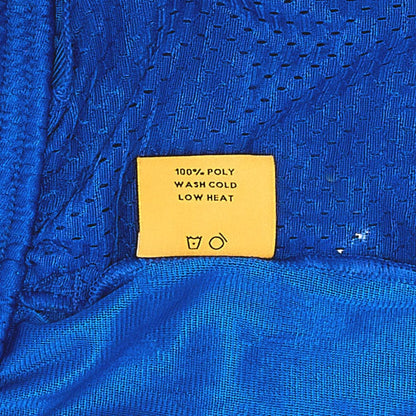 100% POLY
WASH COLD
LOW HEAT